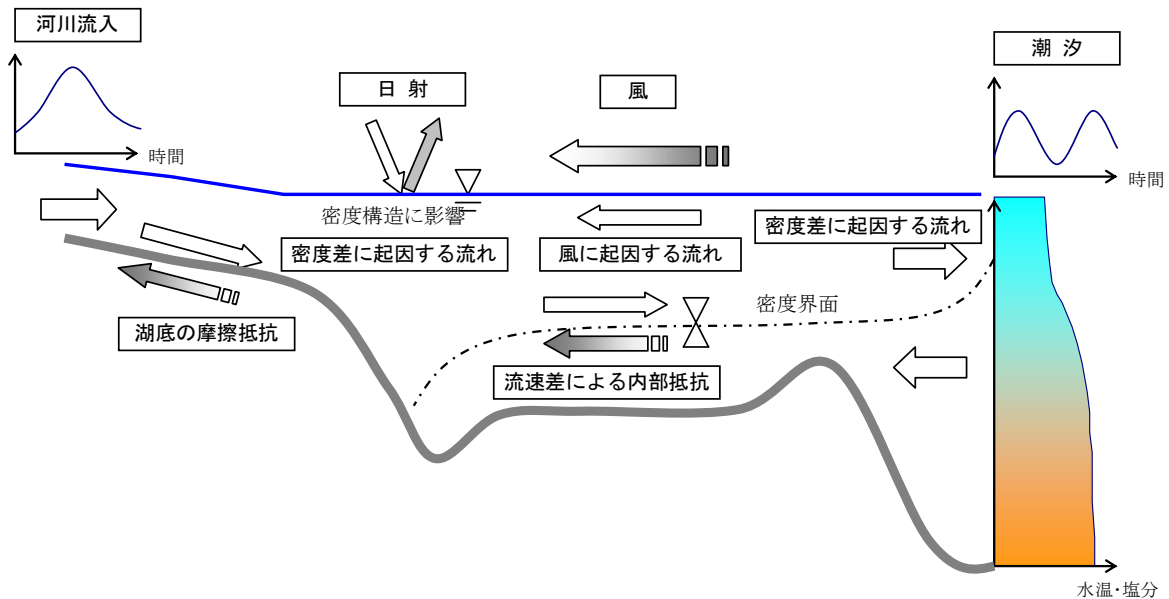 河川流入
時間
日 射
風
潮 汐
時間
密度構造に影響
密度差に起因する流れ
風に起因する流れ
密度差に起因する流れ
湖底の摩擦抵抗
密度界面
流速差による内部抵抗
水温・塩分